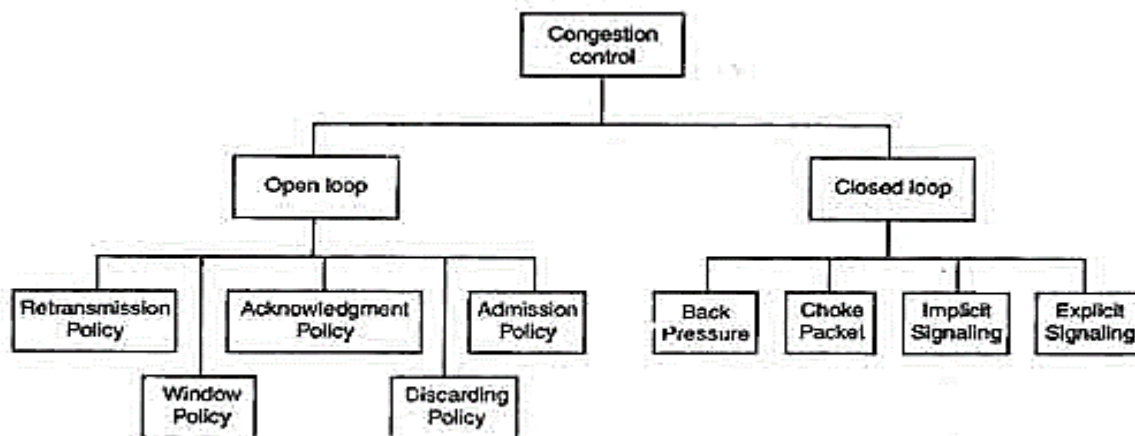 Congestion
control
Open loop
Closed loop
Retransmission
Policy
Acknowledgment
Policy
Admission
Policy
Back
Pressure
Choke
Packet
Implicit
Signaling
Explicit
Signaling
Window
Policy
Discarding
Policy